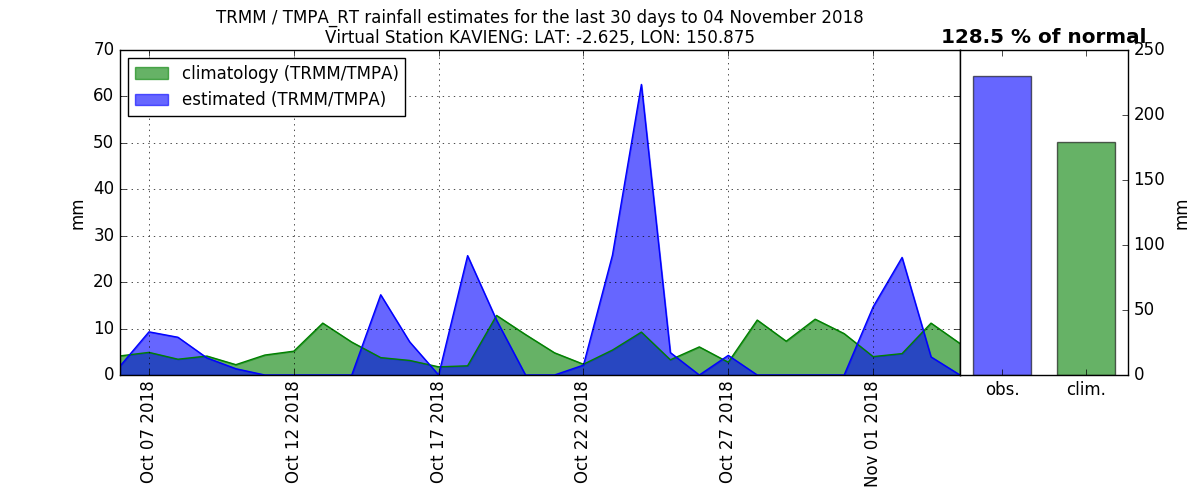 TRMM / TMPA_RT rainfall estimates for the last 30 days to 04 November 2018
Virtual Station KAVIENG: LAT: -2.625, LON: 150.875
128.5 % of normal
climatology (TRMM/TMPA)
estimated (TRMM/TMPA)
70
60
50
40
30
20
10
0
mm
Oct 07 2018
Oct 12 2018
Oct 17 2018
Oct 22 2018
Oct 27 2018
Nov 01 2018
obs.
clim.
250
200
150
100
50
0
mm